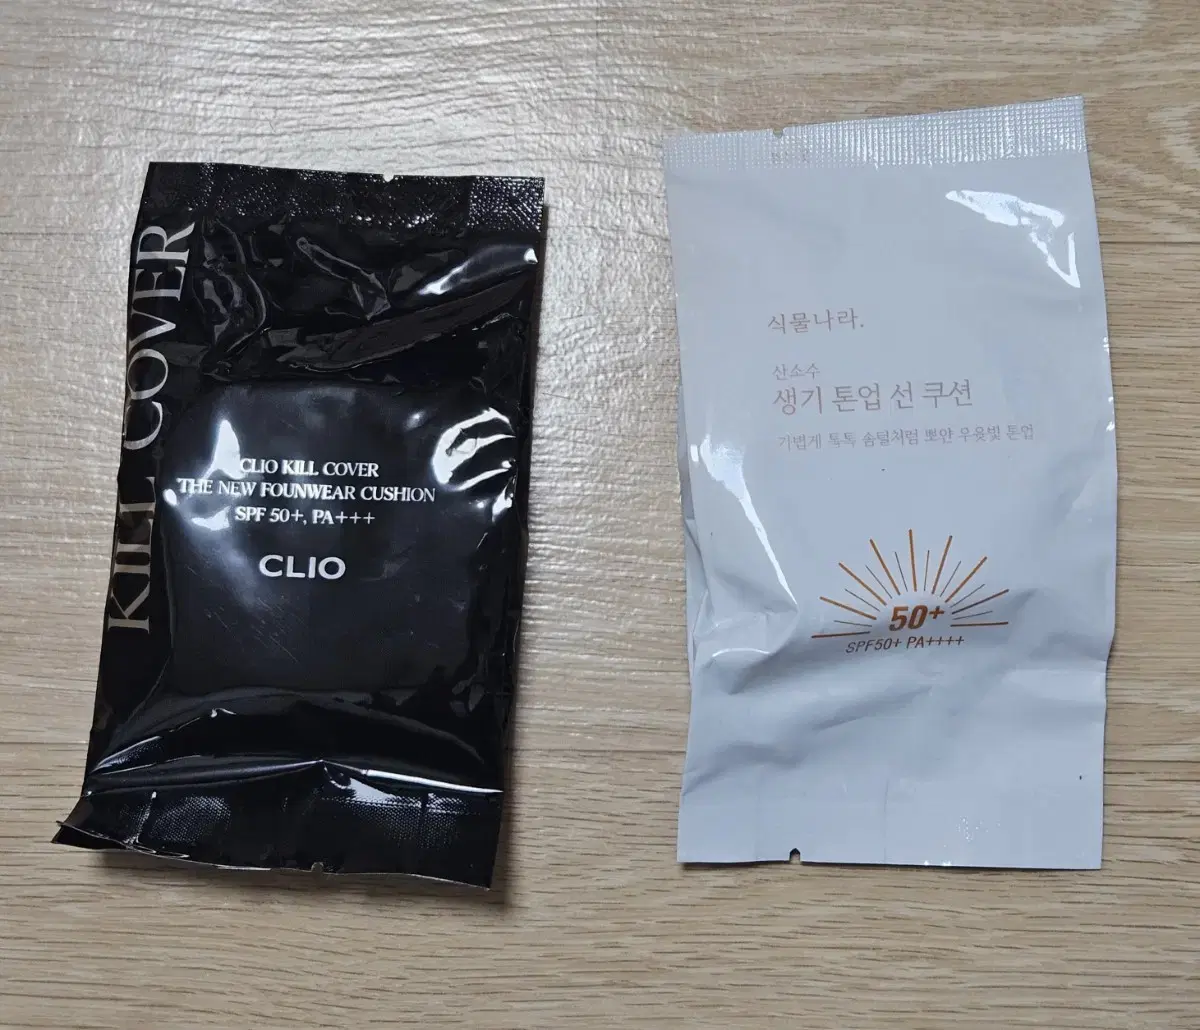 KILL COVER
CLIO KILL COVER
THE NEW FOUNWEAR CUSHION
SPF 50+, PA+++
CLIO
식물나라.
산소수
생기 톤업 선 쿠션
가볍게 톡톡 솜털처럼 뽀얀 우윳빛 톤업
50+
SPF50+ PA++++